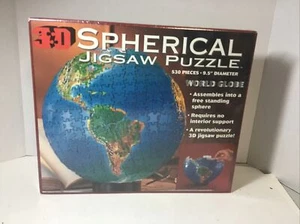 3D SPHERICAL
JIGSAW PUZZLE
530 PIECES • 9.5" DIAMETER
WORLD GLOBE
• Assembles into a
free standing
sphere
• Requires no
interior support
• A revolutionary
3D jigsaw puzzle!